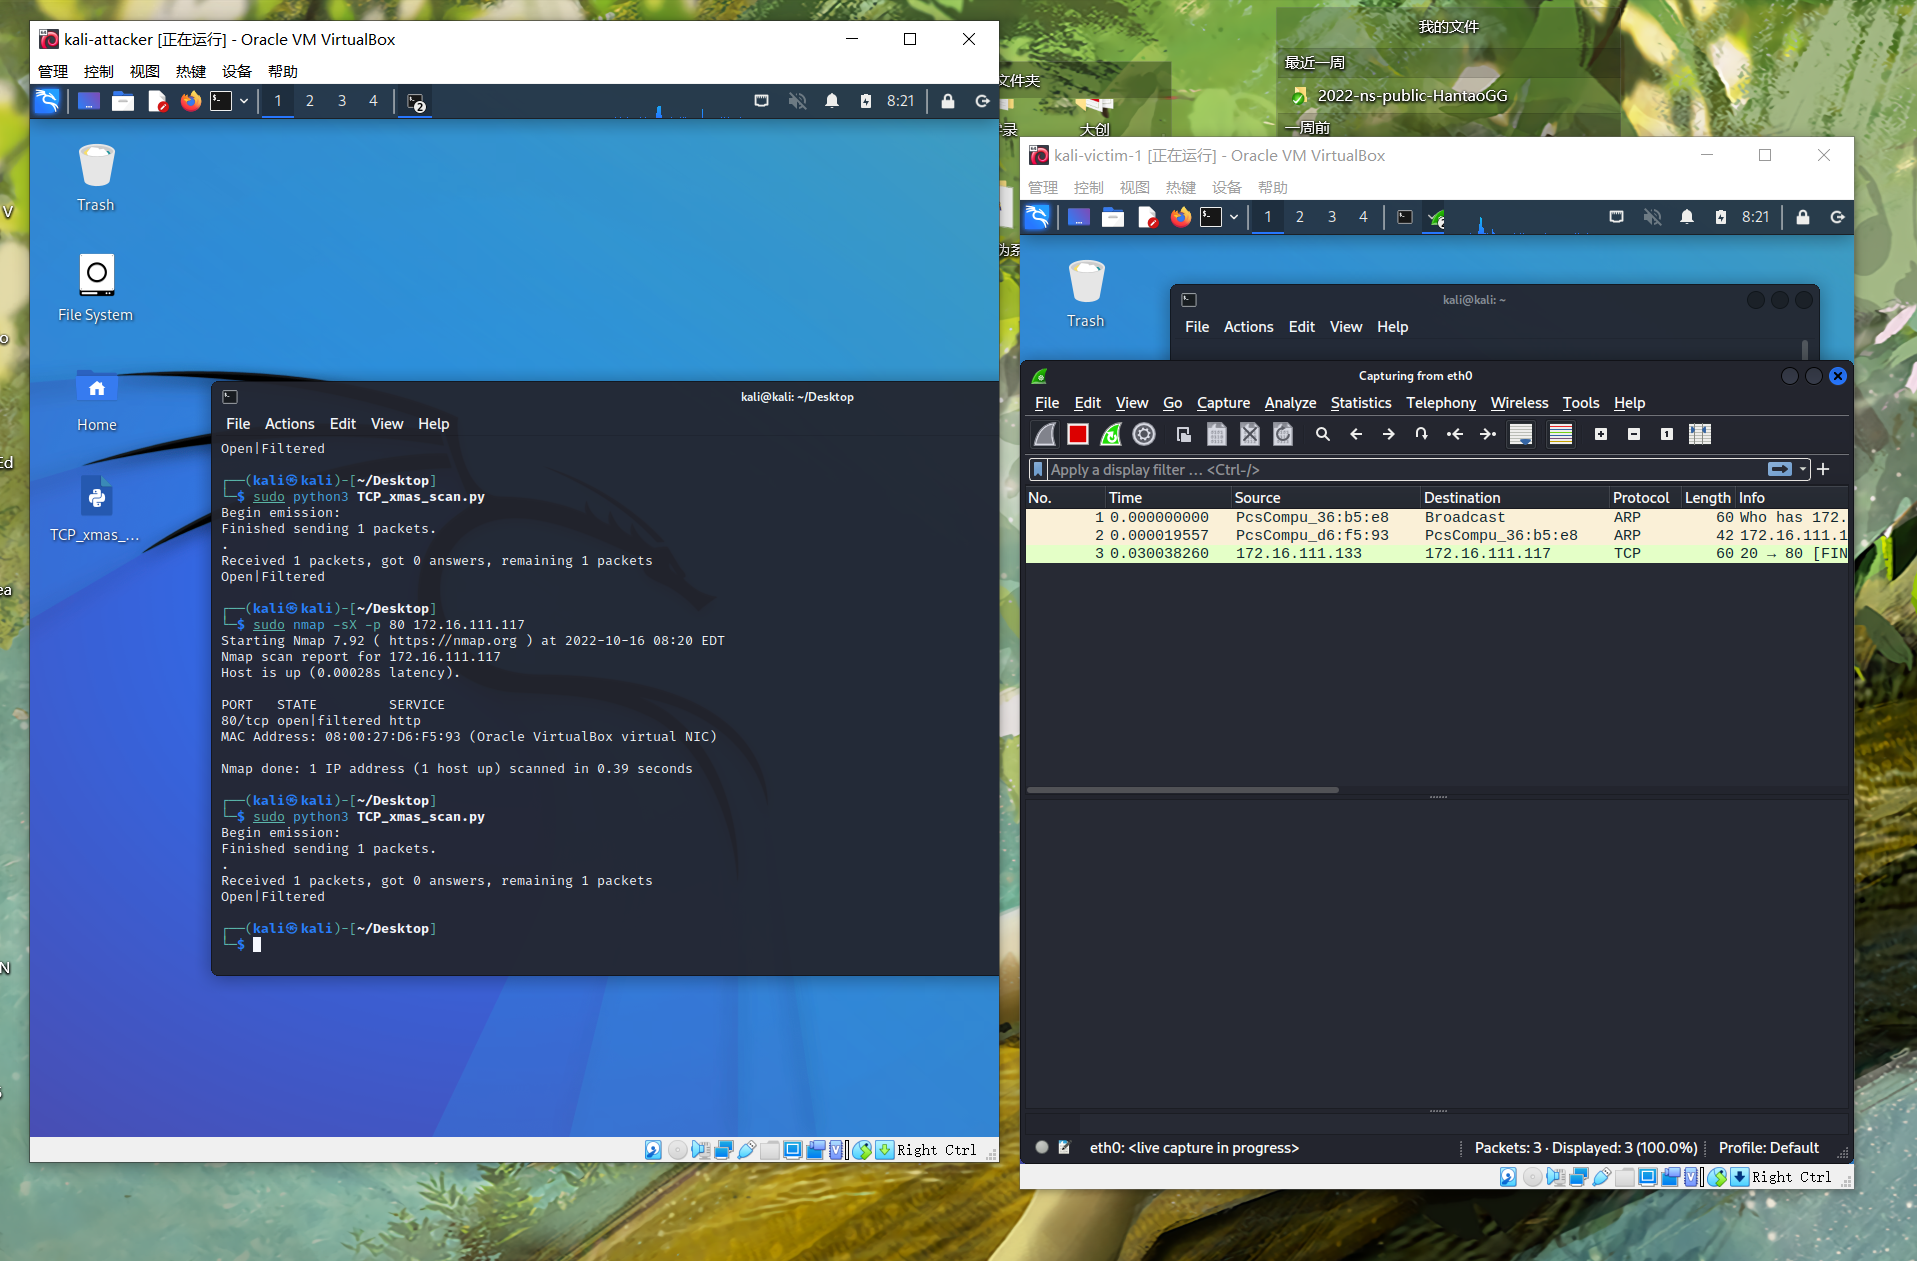 我的文件
最近一周
2022-ns-public-HantaoGG
一周前
文件夹
大创
kali-attacker [正在运行] - Oracle VM VirtualBox
管理 控制 视图 热键 设备 帮助
1 2 3 4 2 8:21
Trash
File System
Home
TCP_xmas_...
kali@kali: ~/Desktop
File Actions Edit View Help
Open|Filtered
┌──(kali㉿kali)-[~/Desktop]
└─$ sudo python3 TCP_xmas_scan.py
Begin emission:
Finished sending 1 packets.
.
Received 1 packets, got 0 answers, remaining 1 packets
Open|Filtered
┌──(kali㉿kali)-[~/Desktop]
└─$ sudo nmap -sX -p 80 172.16.111.117
Starting Nmap 7.92 ( https://nmap.org ) at 2022-10-16 08:20 EDT
Nmap scan report for 172.16.111.117
Host is up (0.00028s latency).
PORT STATE SERVICE
80/tcp open|filtered http
MAC Address: 08:00:27:D6:F5:93 (Oracle VirtualBox virtual NIC)
Nmap done: 1 IP address (1 host up) scanned in 0.39 seconds
┌──(kali㉿kali)-[~/Desktop]
└─$ sudo python3 TCP_xmas_scan.py
Begin emission:
Finished sending 1 packets.
.
Received 1 packets, got 0 answers, remaining 1 packets
Open|Filtered
┌──(kali㉿kali)-[~/Desktop]
└─$
Right Ctrl
kali-victim-1 [正在运行] - Oracle VM VirtualBox
管理 控制 视图 热键 设备 帮助
1 2 3 4 2 8:21
Trash
kali@kali: ~
File Actions Edit View Help
Capturing from eth0
File Edit View Go Capture Analyze Statistics Telephony Wireless Tools Help
Apply a display filter … <Ctrl-/>
No. Time Source Destination Protocol Length Info
1 0.000000000 PcsCompu_36:b5:e8 Broadcast ARP 60 Who has 172.
2 0.000019557 PcsCompu_d6:f5:93 PcsCompu_36:b5:e8 ARP 42 172.16.111.1
3 0.030038260 172.16.111.133 172.16.111.117 TCP 60 20 → 80 [FIN
eth0: <live capture in progress>
Packets: 3 · Displayed: 3 (100.0%)
Profile: Default
Right Ctrl